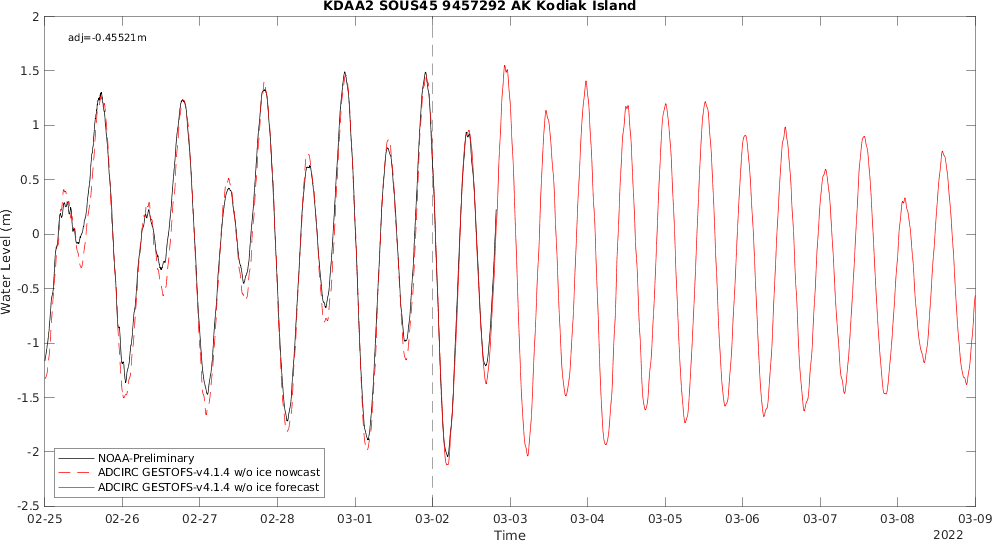 KDAA2 SOUS45 9457292 AK Kodiak Island
adj=-0.45521m
2
1.5
1
0.5
0
-0.5
-1
-1.5
-2
-2.5
Water Level (m)
NOAA-Preliminary
ADCIRC GESTOFS-v4.1.4 w/o ice nowcast
ADCIRC GESTOFS-v4.1.4 w/o ice forecast
02-25 02-26 02-27 02-28 03-01 03-02 03-03 03-04 03-05 03-06 03-07 03-08 03-09
Time
2022